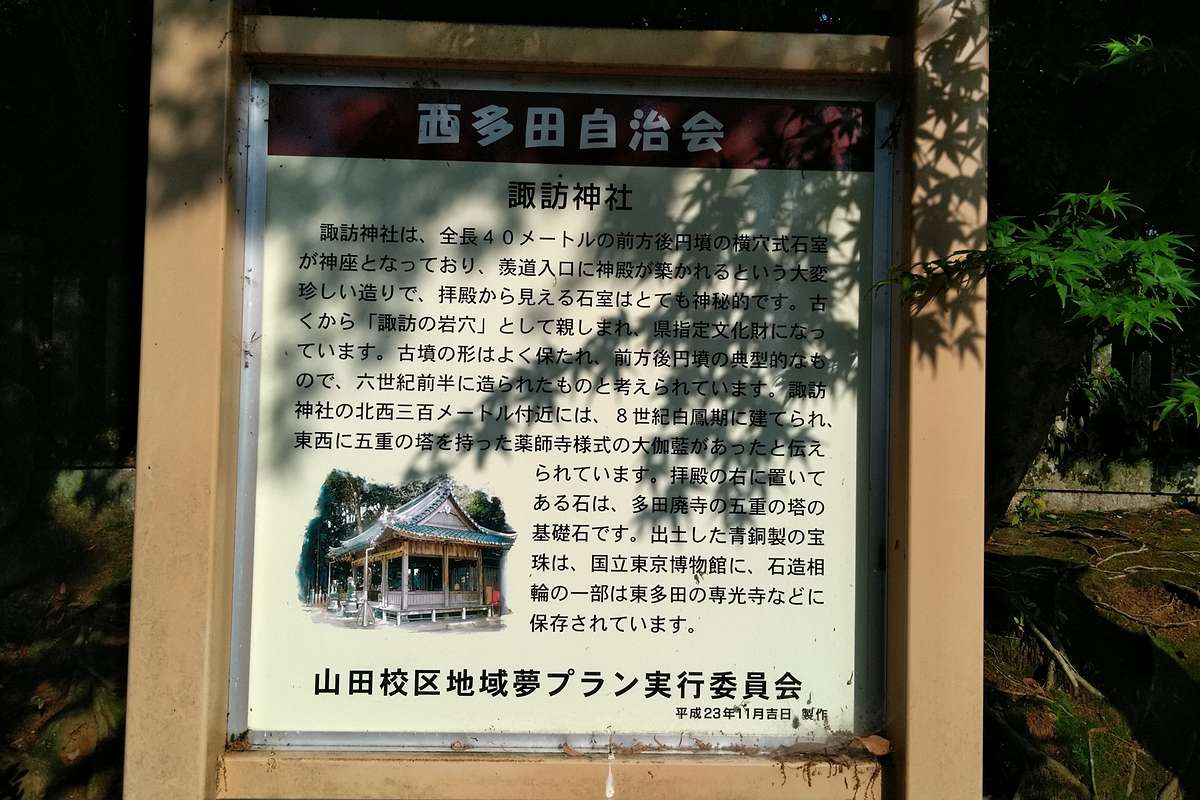 西多田自治会
諏訪神社
諏訪神社は、全長40メートルの前方後円墳の横穴式石室
が神座となっており、羨道入口に神殿が築かれるという大変
珍しい造りで、拝殿から見える石室はとても神秘的です。古
くから「諏訪の岩穴」として親しまれ、県指定文化財になっ
ています。古墳の形はよく保たれ、前方後円墳の典型的なも
ので、六世紀前半に造られたものと考えられています。諏訪
神社の北西三百メートル付近には、8世紀白鳳期に建てられ、
東西に五重の塔を持った薬師寺様式の大伽藍があったと伝え
られています。拝殿の右に置いて
ある石は、多田廃寺の五重の塔の
基礎石です。出土した青銅製の宝
珠は、国立東京博物館に、石造相
輪の一部は東多田の専光寺などに
保存されています。
山田校区地域夢プラン実行委員会
平成23年11月吉日 製作